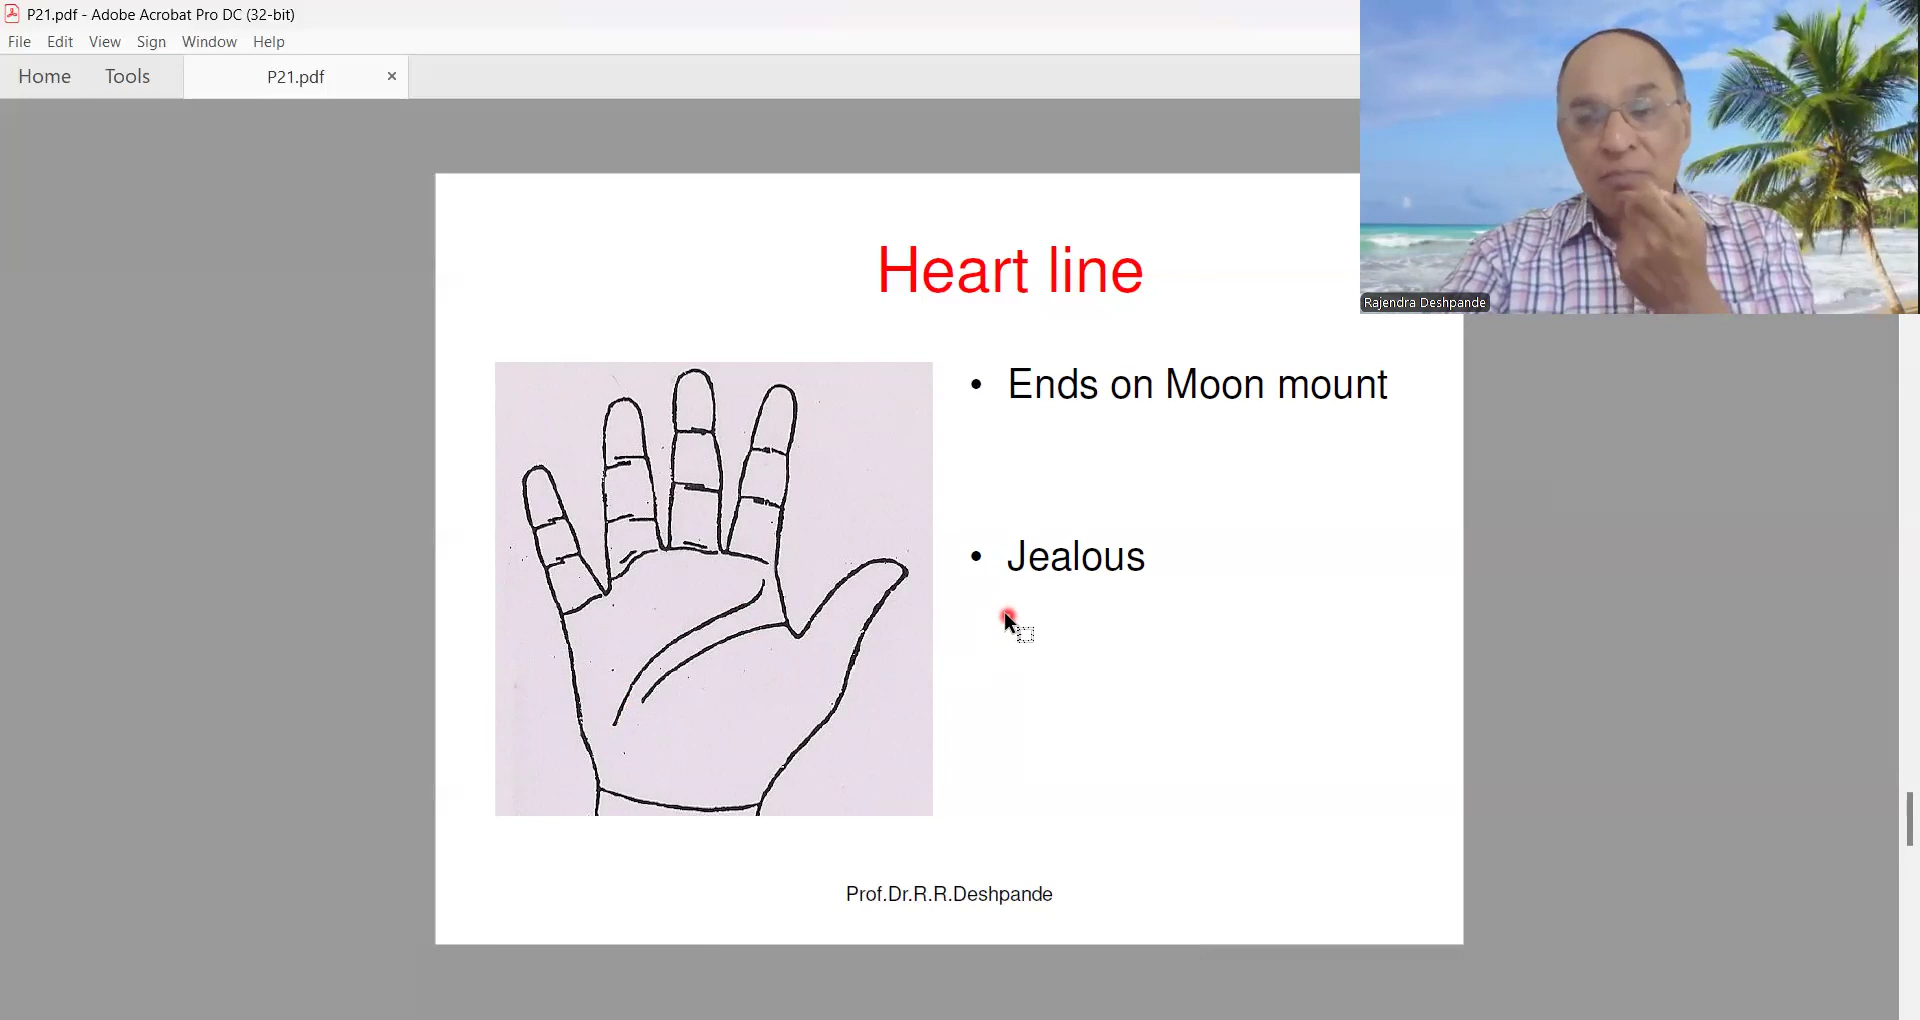 P21.pdf - Adobe Acrobat Pro DC (32-bit)
File Edit View Sign Window Help
Home Tools P21.pdf ×
Rajendra Deshpande
Heart line
• Ends on Moon mount
• Jealous
Prof.Dr.R.R.Deshpande